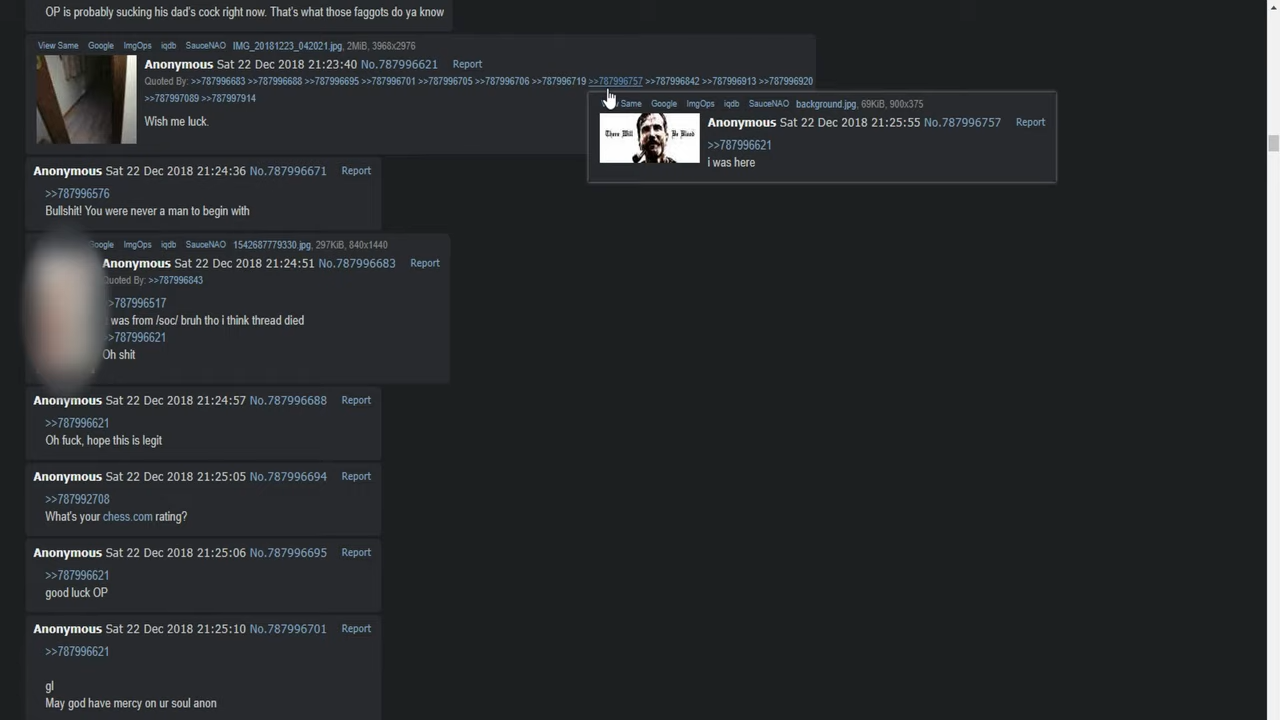 OP is probably sucking his dad's cock right now. That's what those faggots do ya know
View Same Google ImgOps iqdb SauceNAO IMG_20181223_042021.jpg, 2MiB, 3968x2976
Anonymous Sat 22 Dec 2018 21:23:40 No.787996621 Report
Quoted By: >>787996683 >>787996688 >>787996695 >>787996701 >>787996705 >>787996706 >>787996719 >>787996757 >>787996842 >>787996913 >>787996920
>>787997089 >>787997914
Wish me luck.
Same Google ImgOps iqdb SauceNAO background.jpg, 69KiB, 900x375
There Will Be Blood
Anonymous Sat 22 Dec 2018 21:25:55 No.787996757 Report
>>787996621
i was here
Anonymous Sat 22 Dec 2018 21:24:36 No.787996671 Report
>>787996576
Bullshit! You were never a man to begin with
Google ImgOps iqdb SauceNAO 1542687779330.jpg, 297KiB, 840x1440
Anonymous Sat 22 Dec 2018 21:24:51 No.787996683 Report
Quoted By: >>787996843
>787996517
was from /soc/ bruh tho i think thread died
>787996621
Oh shit
Anonymous Sat 22 Dec 2018 21:24:57 No.787996688 Report
>>787996621
Oh fuck, hope this is legit
Anonymous Sat 22 Dec 2018 21:25:05 No.787996694 Report
>>787992708
What's your chess.com rating?
Anonymous Sat 22 Dec 2018 21:25:06 No.787996695 Report
>>787996621
good luck OP
Anonymous Sat 22 Dec 2018 21:25:10 No.787996701 Report
>>787996621
gl
May god have mercy on ur soul anon